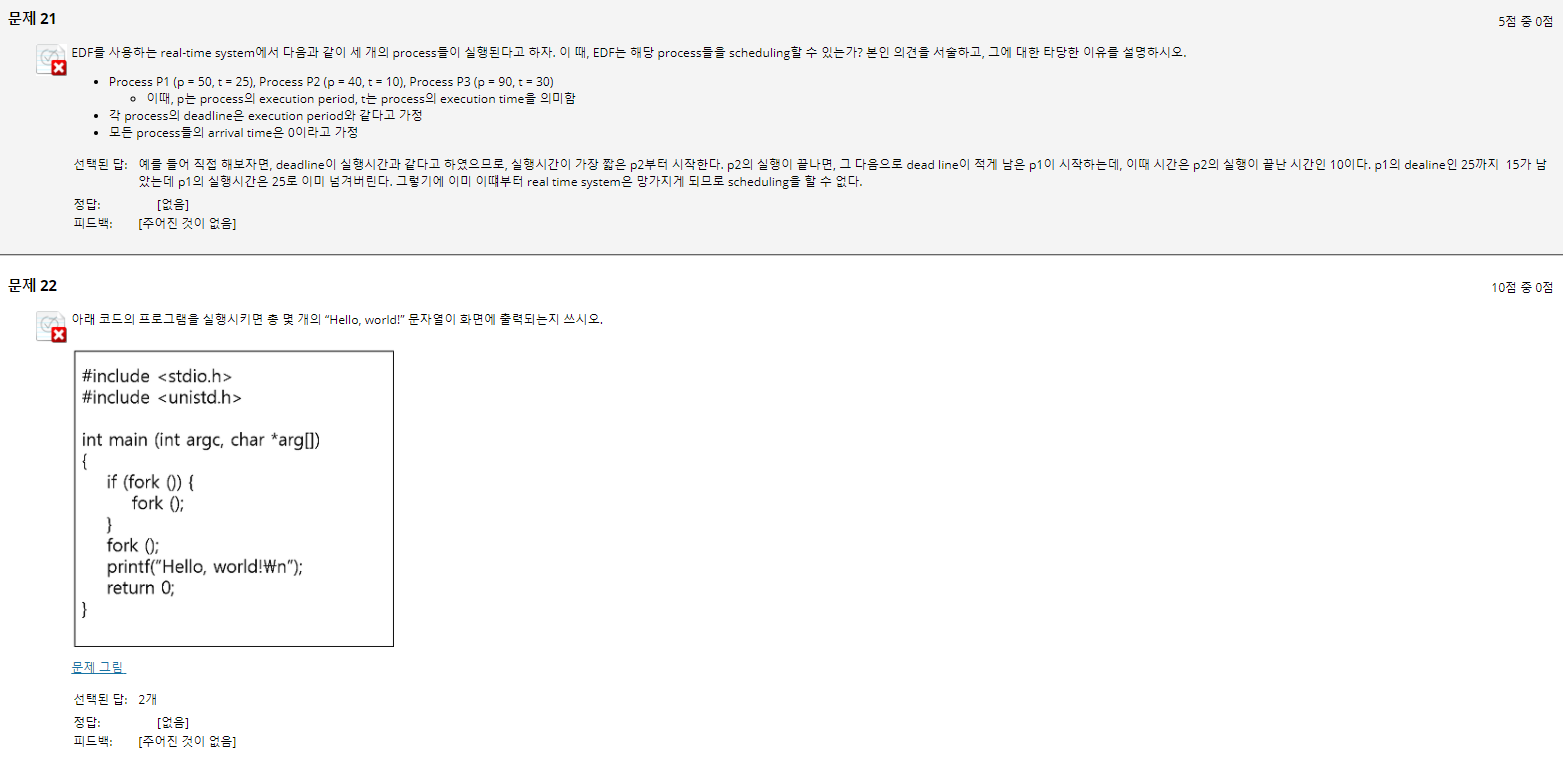 문제 21
5점 중 0점
EDF를 사용하는 real-time system에서 다음과 같이 세 개의 process들이 실행된다고 하자. 이 때, EDF는 해당 process들을 scheduling할 수 있는가? 본인 의견을 서술하고, 그에 대한 타당한 이유를 설명하시오.
• Process P1 (p = 50, t = 25), Process P2 (p = 40, t = 10), Process P3 (p = 90, t = 30)
◦ 이때, p는 process의 execution period, t는 process의 execution time을 의미함
• 각 process의 deadline은 execution period와 같다고 가정
• 모든 process들의 arrival time은 0이라고 가정
선택된 답: 예를 들어 직접 해보자면, deadline이 실행시간과 같다고 하였으므로, 실행시간이 가장 짧은 p2부터 시작한다. p2의 실행이 끝나면, 그 다음으로 dead line이 적게 남은 p1이 시작하는데, 이때 시간은 p2의 실행이 끝난 시간인 10이다. p1의 dealine인 25까지 15가 남
았는데 p1의 실행시간은 25로 이미 넘겨버린다. 그렇기에 이미 이떄부터 real time system은 망가지게 되므로 scheduling을 할 수 없다.
정답: [없음]
피드백: [주어진 것이 없음]
문제 22
10점 중 0점
아래 코드의 프로그램을 실행시키면 총 몇 개의 “Hello, world!” 문자열이 화면에 출력되는지 쓰시오.
#include <stdio.h>
#include <unistd.h>
int main (int argc, char *arg[])
{
if (fork ()) {
fork ();
}
fork ();
printf("Hello, world!₩n");
return 0;
}
문제 그림
선택된 답: 2개
정답: [없음]
피드백: [주어진 것이 없음]